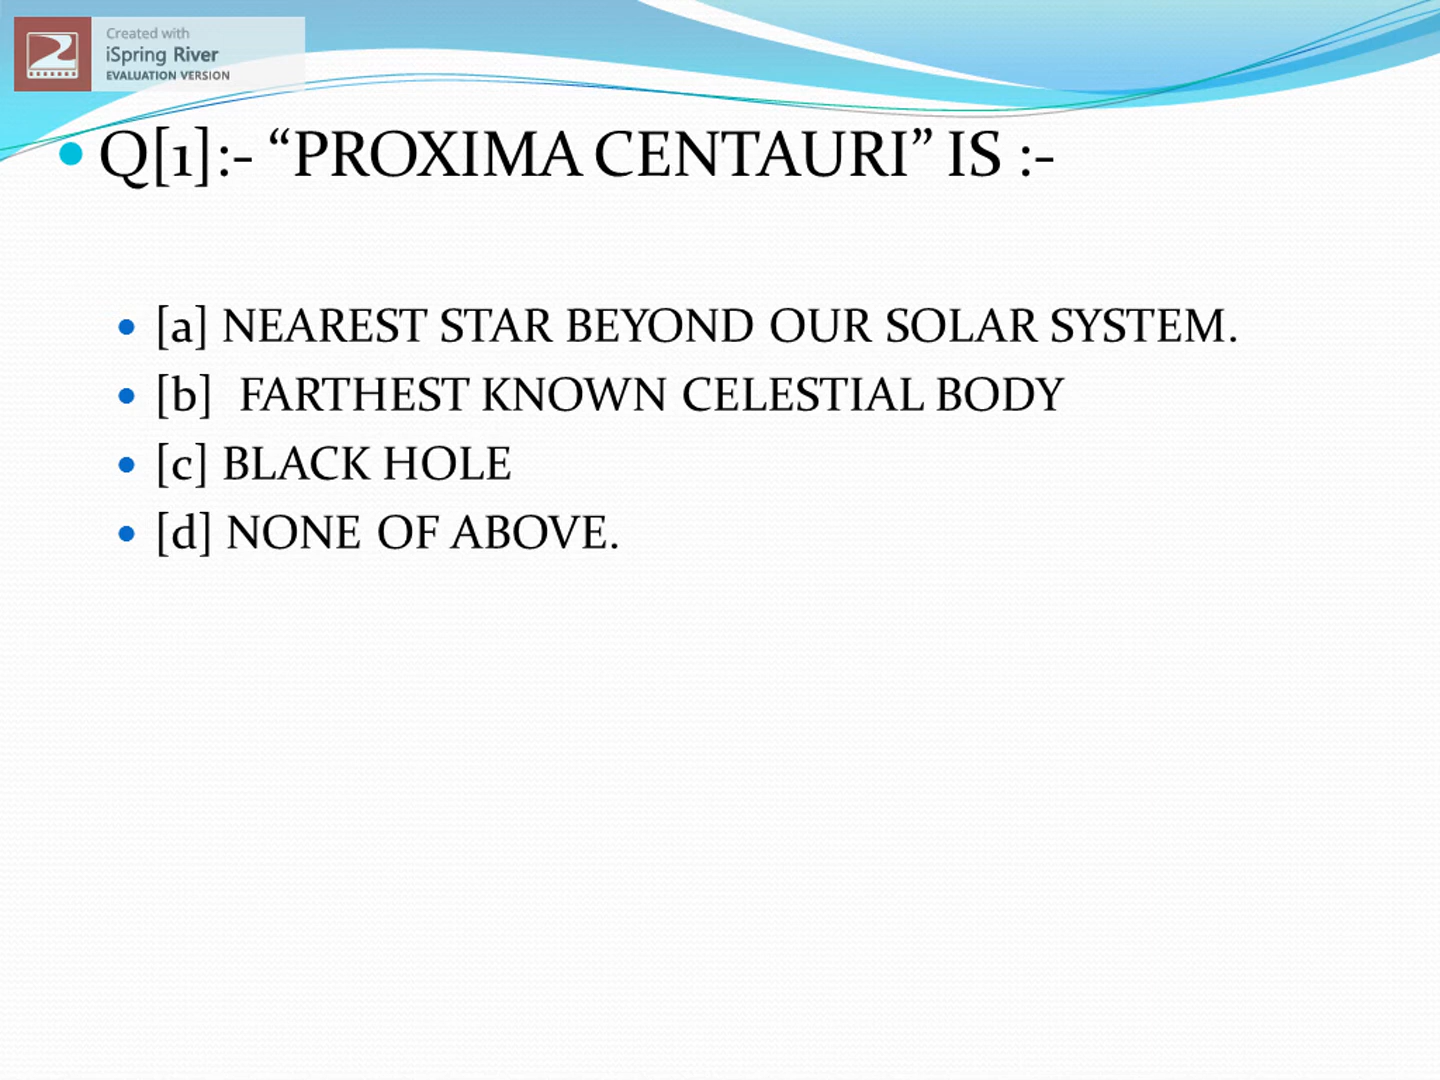 Created with
iSpring River
EVALUATION VERSION
Q[1]:- “PROXIMA CENTAURI” IS :-
[a] NEAREST STAR BEYOND OUR SOLAR SYSTEM.
[b] FARTHEST KNOWN CELESTIAL BODY
[c] BLACK HOLE
[d] NONE OF ABOVE.